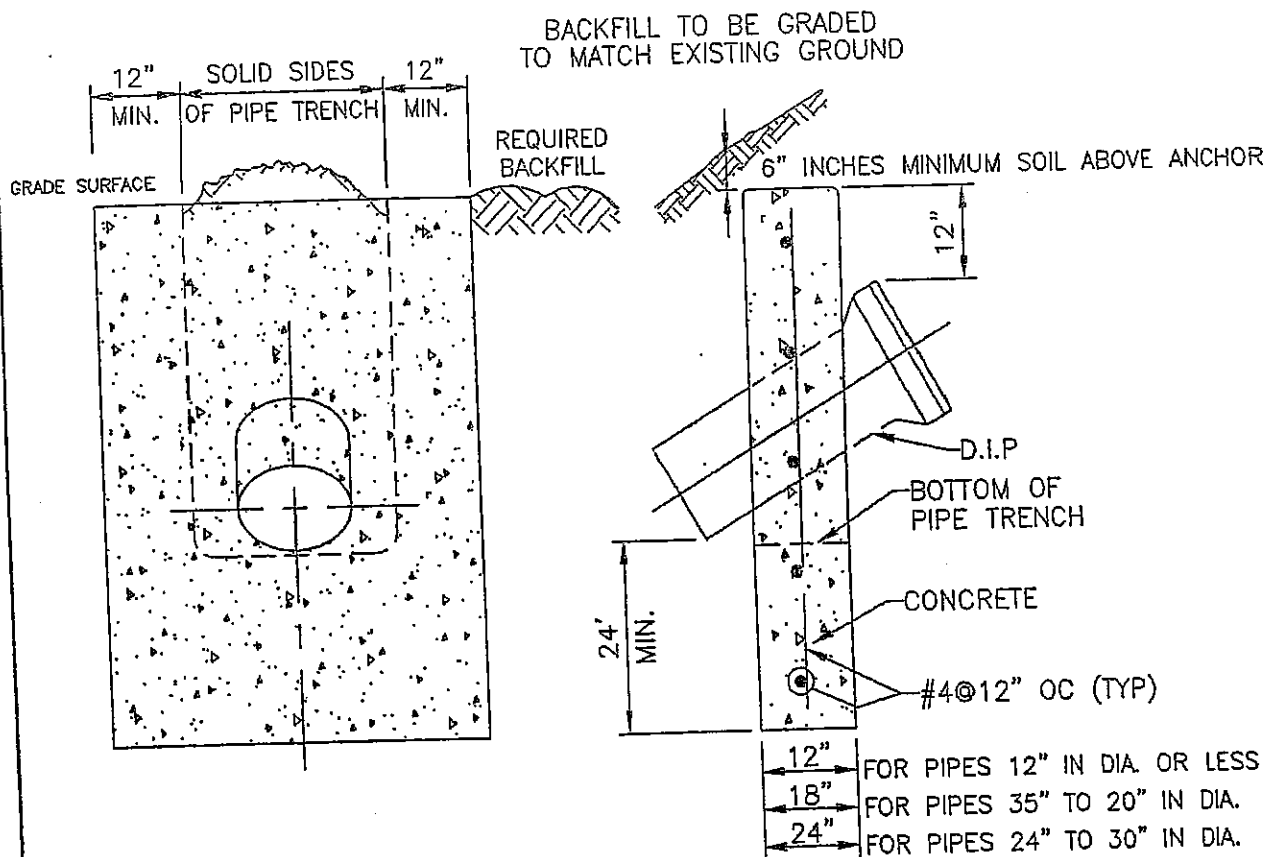 BACKFILL TO BE GRADED
TO MATCH EXISTING GROUND
12"
MIN.
SOLID SIDES
OF PIPE TRENCH
12"
MIN.
REQUIRED
BACKFILL
GRADE SURFACE
6" INCHES MINIMUM SOIL ABOVE ANCHOR
12"
D.I.P
BOTTOM OF
PIPE TRENCH
24'
MIN.
CONCRETE
#4@12" OC (TYP)
12" FOR PIPES 12" IN DIA. OR LESS
18" FOR PIPES 35" TO 20" IN DIA.
24" FOR PIPES 24" TO 30" IN DIA.